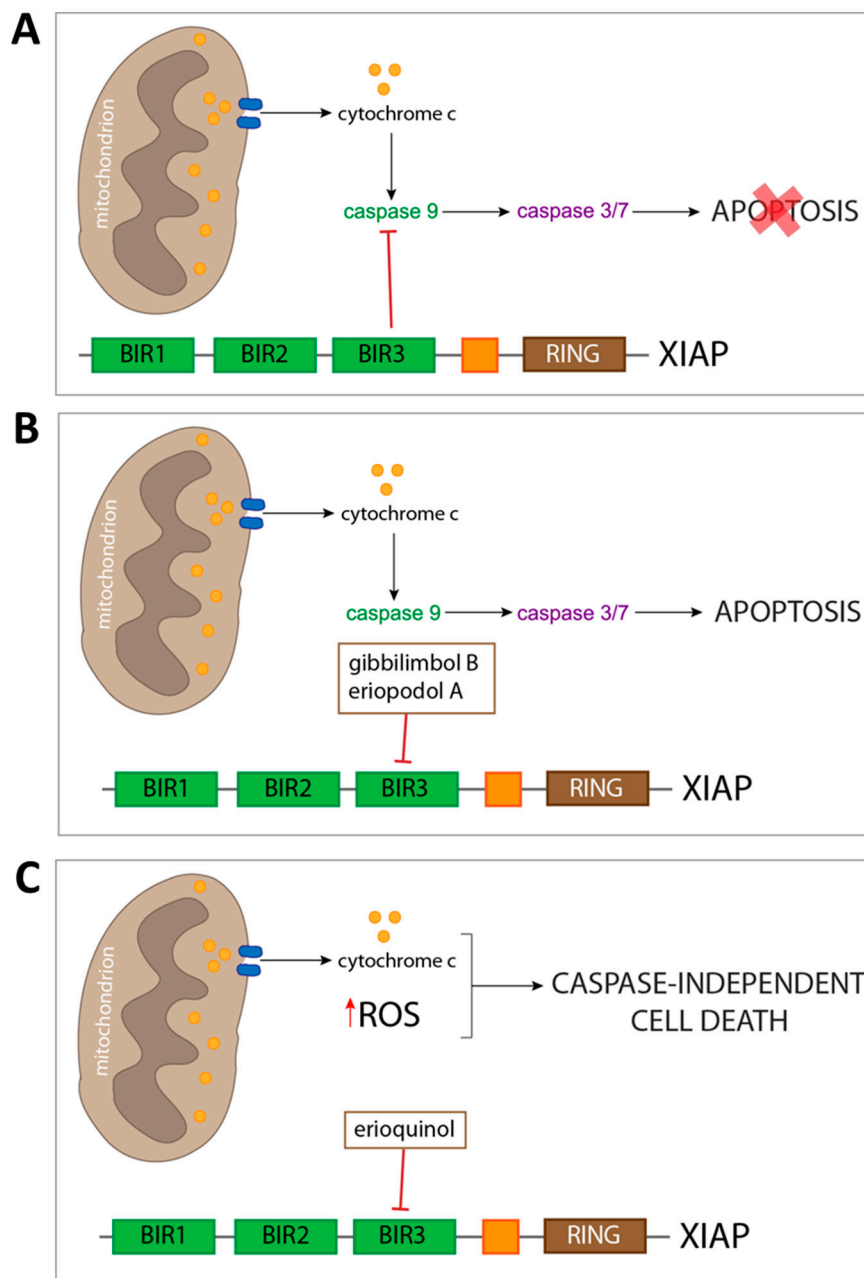 A
mitochondrion
cytochrome c
caspase 9
caspase 3/7
APOPTOSIS
BIR1
BIR2
BIR3
RING
XIAP
B
mitochondrion
cytochrome c
caspase 9
caspase 3/7
APOPTOSIS
gibbilimbol B
eriopodol A
BIR1
BIR2
BIR3
RING
XIAP
C
mitochondrion
cytochrome c
↑ROS
CASPASE-INDEPENDENT
CELL DEATH
erioquinol
BIR1
BIR2
BIR3
RING
XIAP